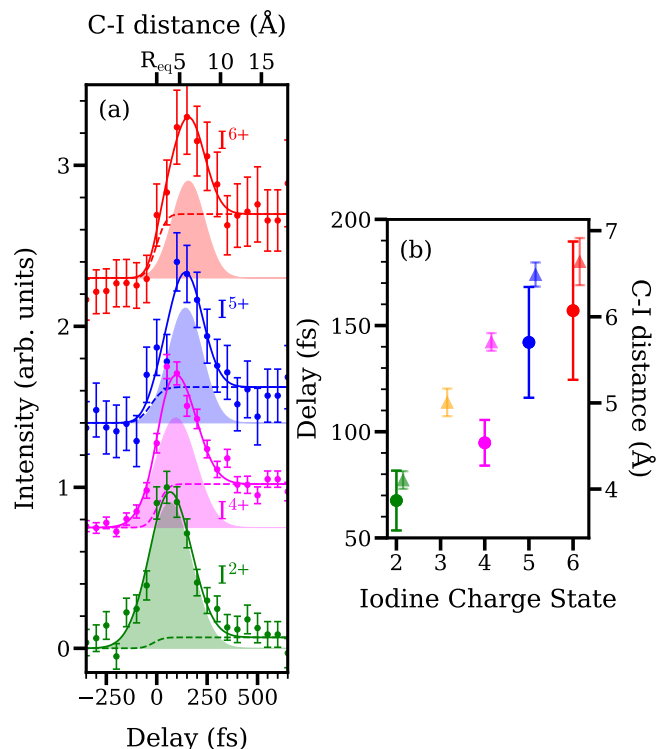 C-I distance (Å)
R_eq 5 10 15
(a)
I^6+
3
I^5+
2
I^4+
1
I^2+
0
Intensity (arb. units)
−250 0 250 500
Delay (fs)
(b)
200
150
100
50
Delay (fs)
7
6
5
4
C-I distance (Å)
2 3 4 5 6
Iodine Charge State